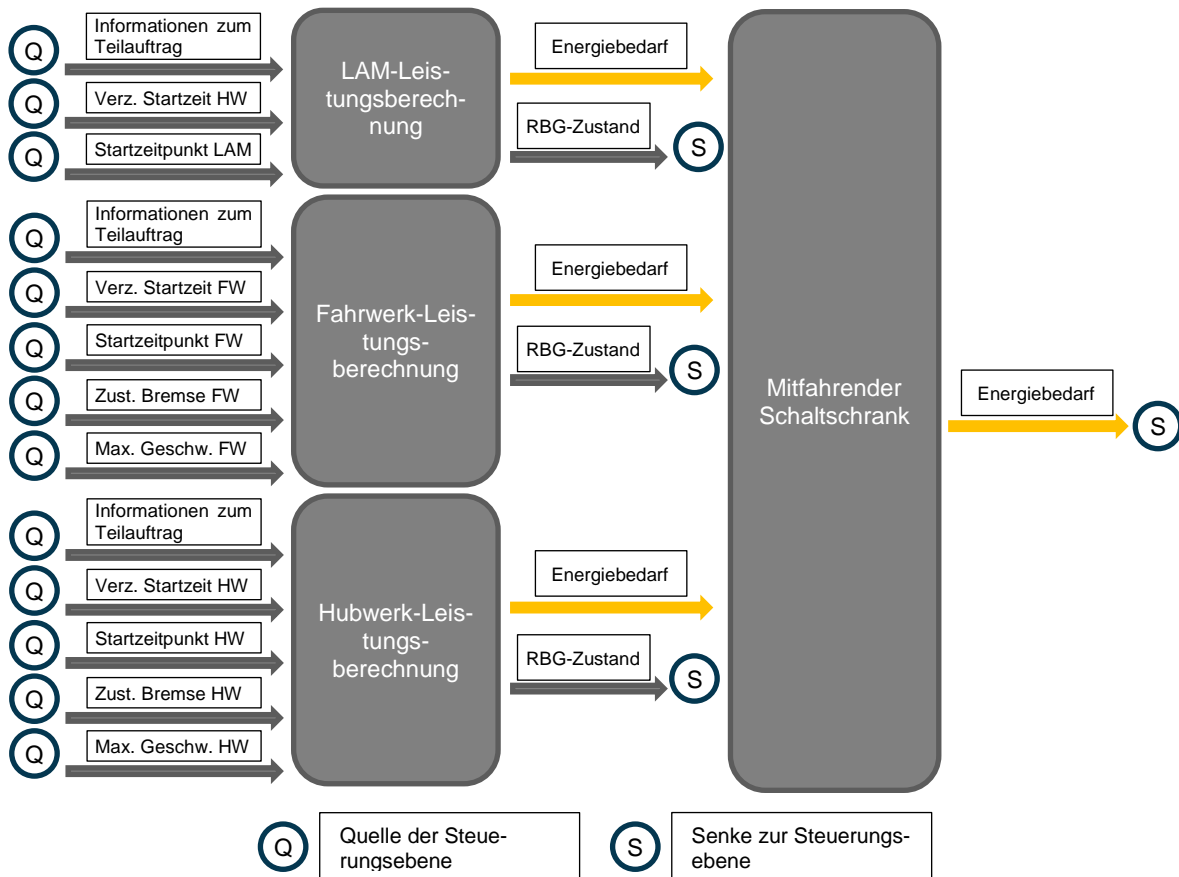 Q
Informationen zum
Teilauftrag
Q
Verz. Startzeit HW
Q
Startzeitpunkt LAM
LAM-Leis-
tungsberech-
nung
Energiebedarf
RBG-Zustand
S
Q
Informationen zum
Teilauftrag
Q
Verz. Startzeit FW
Q
Startzeitpunkt FW
Q
Zust. Bremse FW
Q
Max. Geschw. FW
Fahrwerk-Leis-
tungs-
berechnung
Energiebedarf
RBG-Zustand
S
Q
Informationen zum
Teilauftrag
Q
Verz. Startzeit HW
Q
Startzeitpunkt HW
Q
Zust. Bremse HW
Q
Max. Geschw. HW
Hubwerk-Leis-
tungs-
berechnung
Energiebedarf
RBG-Zustand
S
Mitfahrender
Schaltschrank
Energiebedarf
S
Q
Quelle der Steue-
rungsebene
S
Senke zur Steuerungs-
ebene